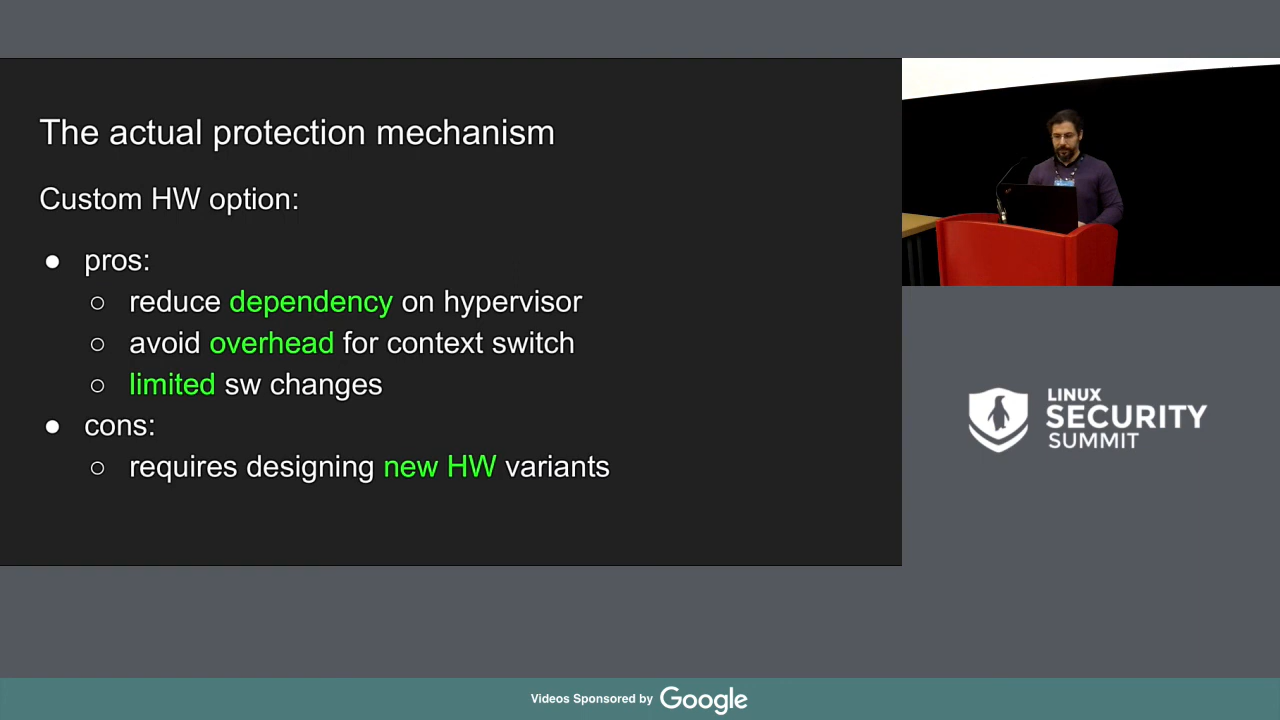 The actual protection mechanism
Custom HW option:
● pros:
○ reduce dependency on hypervisor
○ avoid overhead for context switch
○ limited sw changes
● cons:
○ requires designing new HW variants
LINUX
SECURITY
SUMMIT
Videos Sponsored by Google